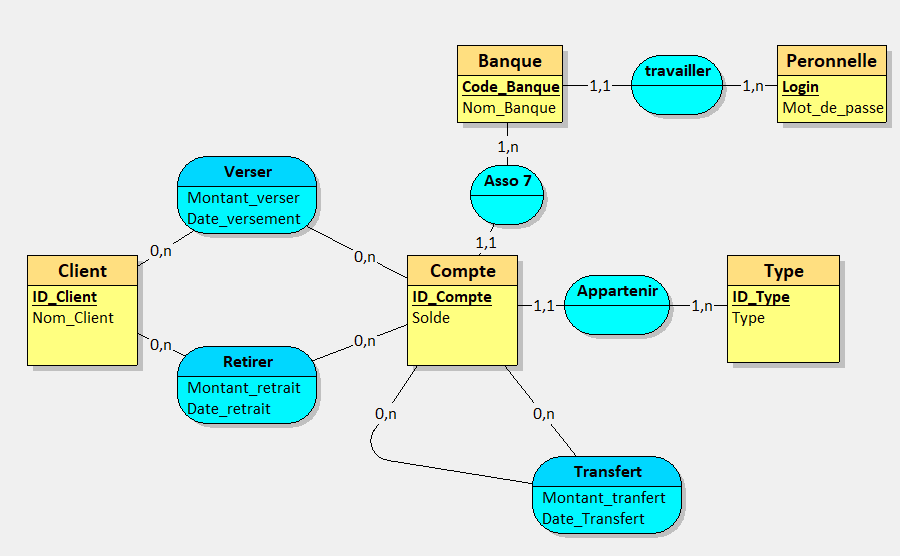 Banque
Code_Banque
Nom_Banque
1,1
travailler
1,n
Peronnelle
Login
Mot_de_passe
1,n
Asso 7
1,1
Verser
Montant_verser
Date_versement
0,n
0,n
Client
ID_Client
Nom_Client
Compte
ID_Compte
Solde
1,1
Appartenir
1,n
Type
ID_Type
Type
0,n
0,n
Retirer
Montant_retrait
Date_retrait
0,n
0,n
Transfert
Montant_tranfert
Date_Transfert